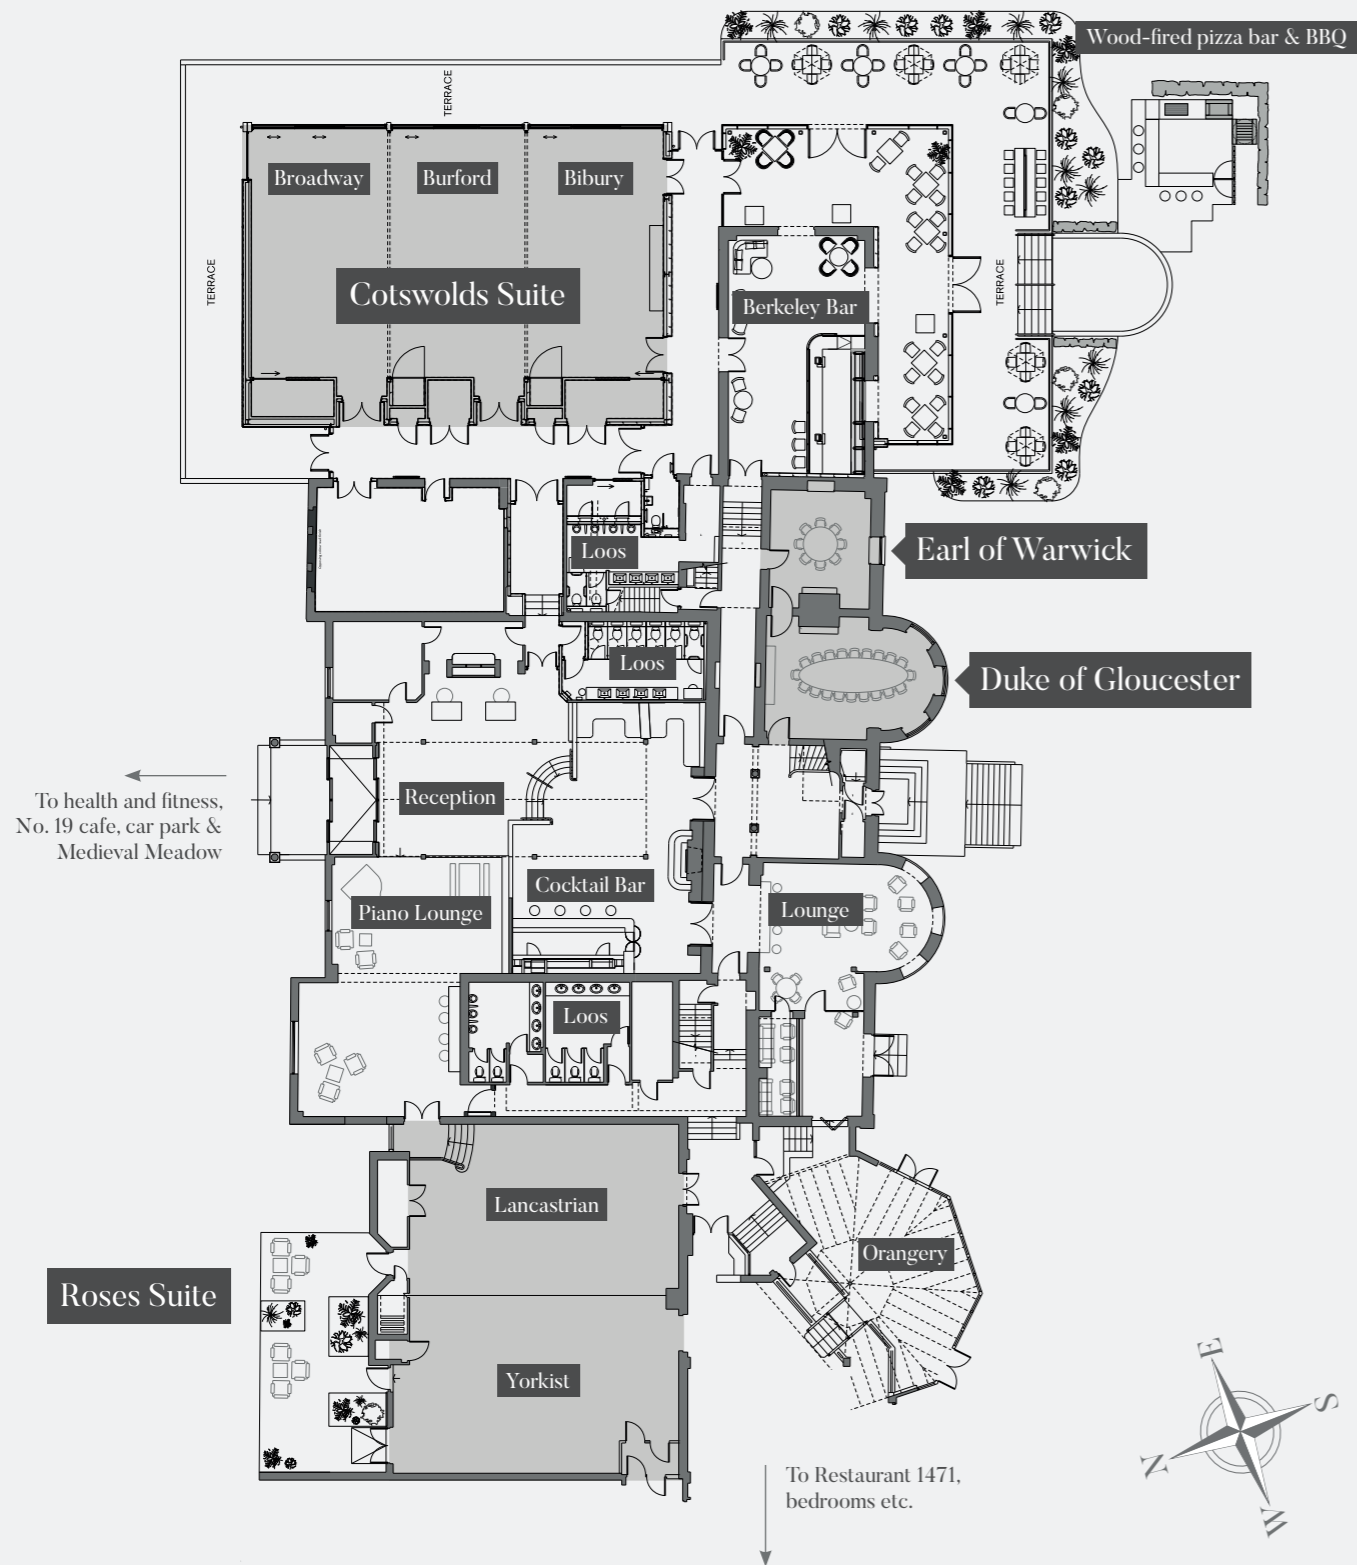 Wood-fired pizza bar & BBQ
TERRACE
Broadway
Burford
Bibury
TERRACE
Cotswolds Suite
TERRACE
Berkeley Bar
Loos
Earl of Warwick
Loos
Duke of Gloucester
Reception
To health and fitness,
No. 19 cafe, car park &
Medieval Meadow
Cocktail Bar
Piano Lounge
Lounge
Loos
Lancastrian
Orangery
Roses Suite
Yorkist
E
S
N
W
To Restaurant 1471,
bedrooms etc.